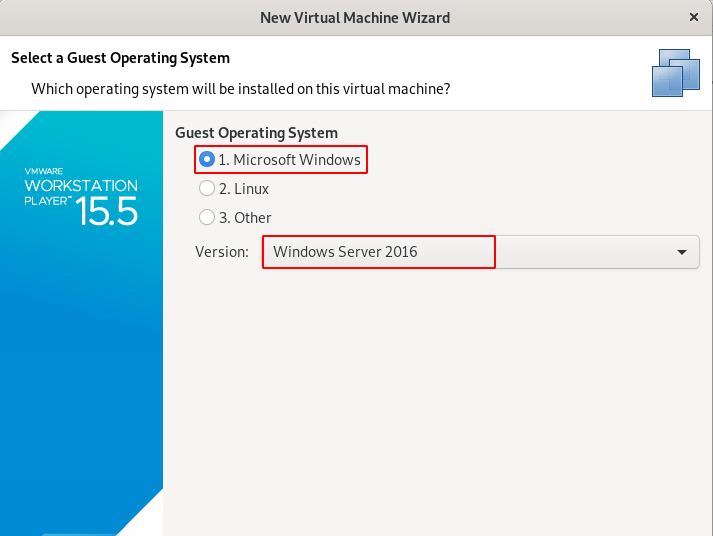 New Virtual Machine Wizard
Select a Guest Operating System
Which operating system will be installed on this virtual machine?
VMWARE
WORKSTATION
PLAYER™ 15.5
Guest Operating System
1. Microsoft Windows
2. Linux
3. Other
Version: Windows Server 2016